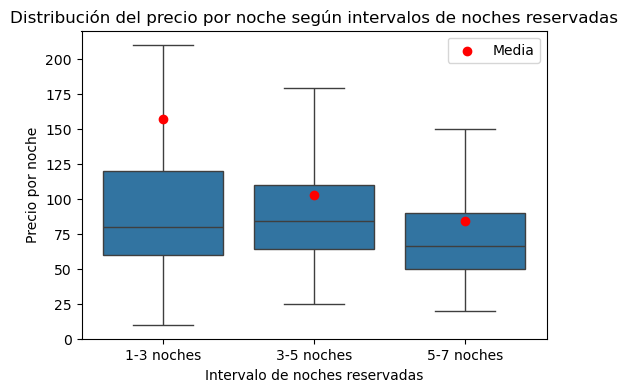 Distribución del precio por noche según intervalos de noches reservadas
Media
200
175
150
125
100
75
50
25
0
Precio por noche
1-3 noches 3-5 noches 5-7 noches
Intervalo de noches reservadas